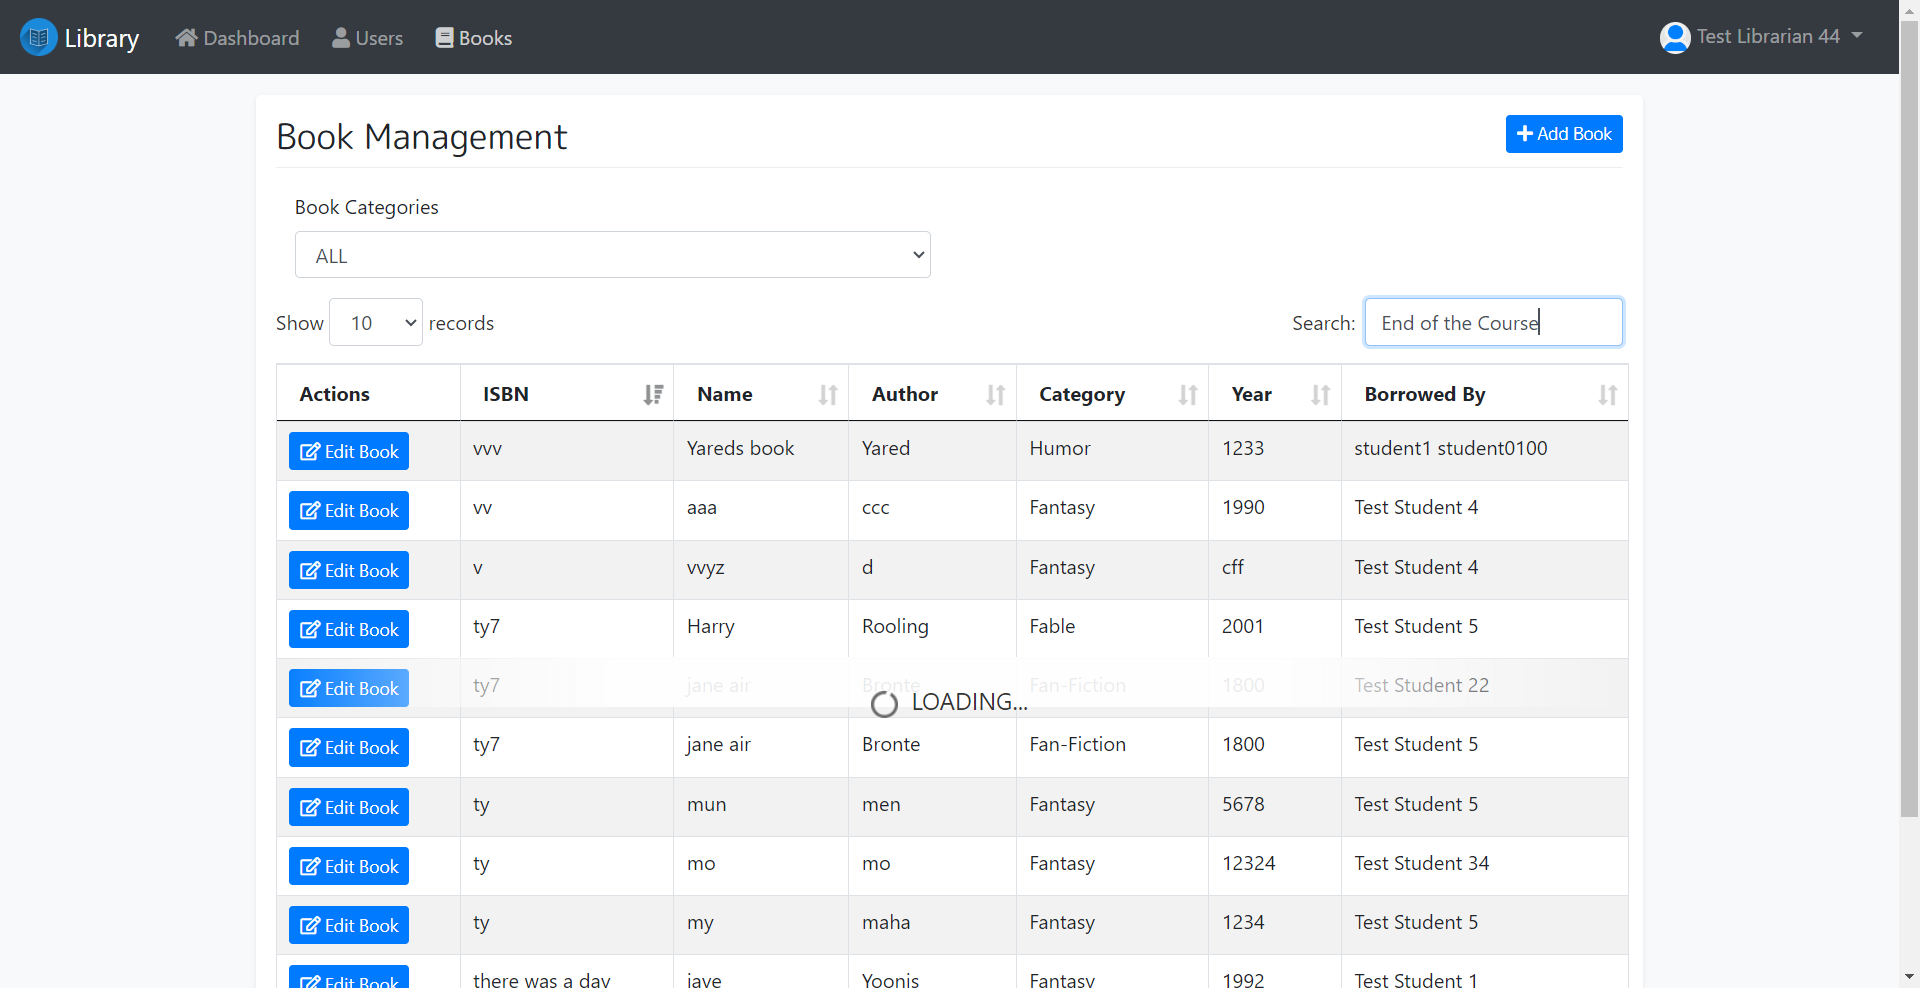 Library Dashboard Users Books Test Librarian 44
Book Management
+ Add Book
Book Categories
ALL
Show 10 records
Search: End of the Course
Actions ISBN Name Author Category Year Borrowed By
Edit Book vvv Yareds book Yared Humor 1233 student1 student0100
Edit Book vv aaa ccc Fantasy 1990 Test Student 4
Edit Book v vvyz d Fantasy cff Test Student 4
Edit Book ty7 Harry Rooling Fable 2001 Test Student 5
Edit Book ty7 jane air Bronte Fan-Fiction 1800 Test Student 22
LOADING...
Edit Book ty7 jane air Bronte Fan-Fiction 1800 Test Student 5
Edit Book ty mun men Fantasy 5678 Test Student 5
Edit Book ty mo mo Fantasy 12324 Test Student 34
Edit Book ty my maha Fantasy 1234 Test Student 5
Edit Book there was a day jave Yoonis Fantasy 1992 Test Student 1